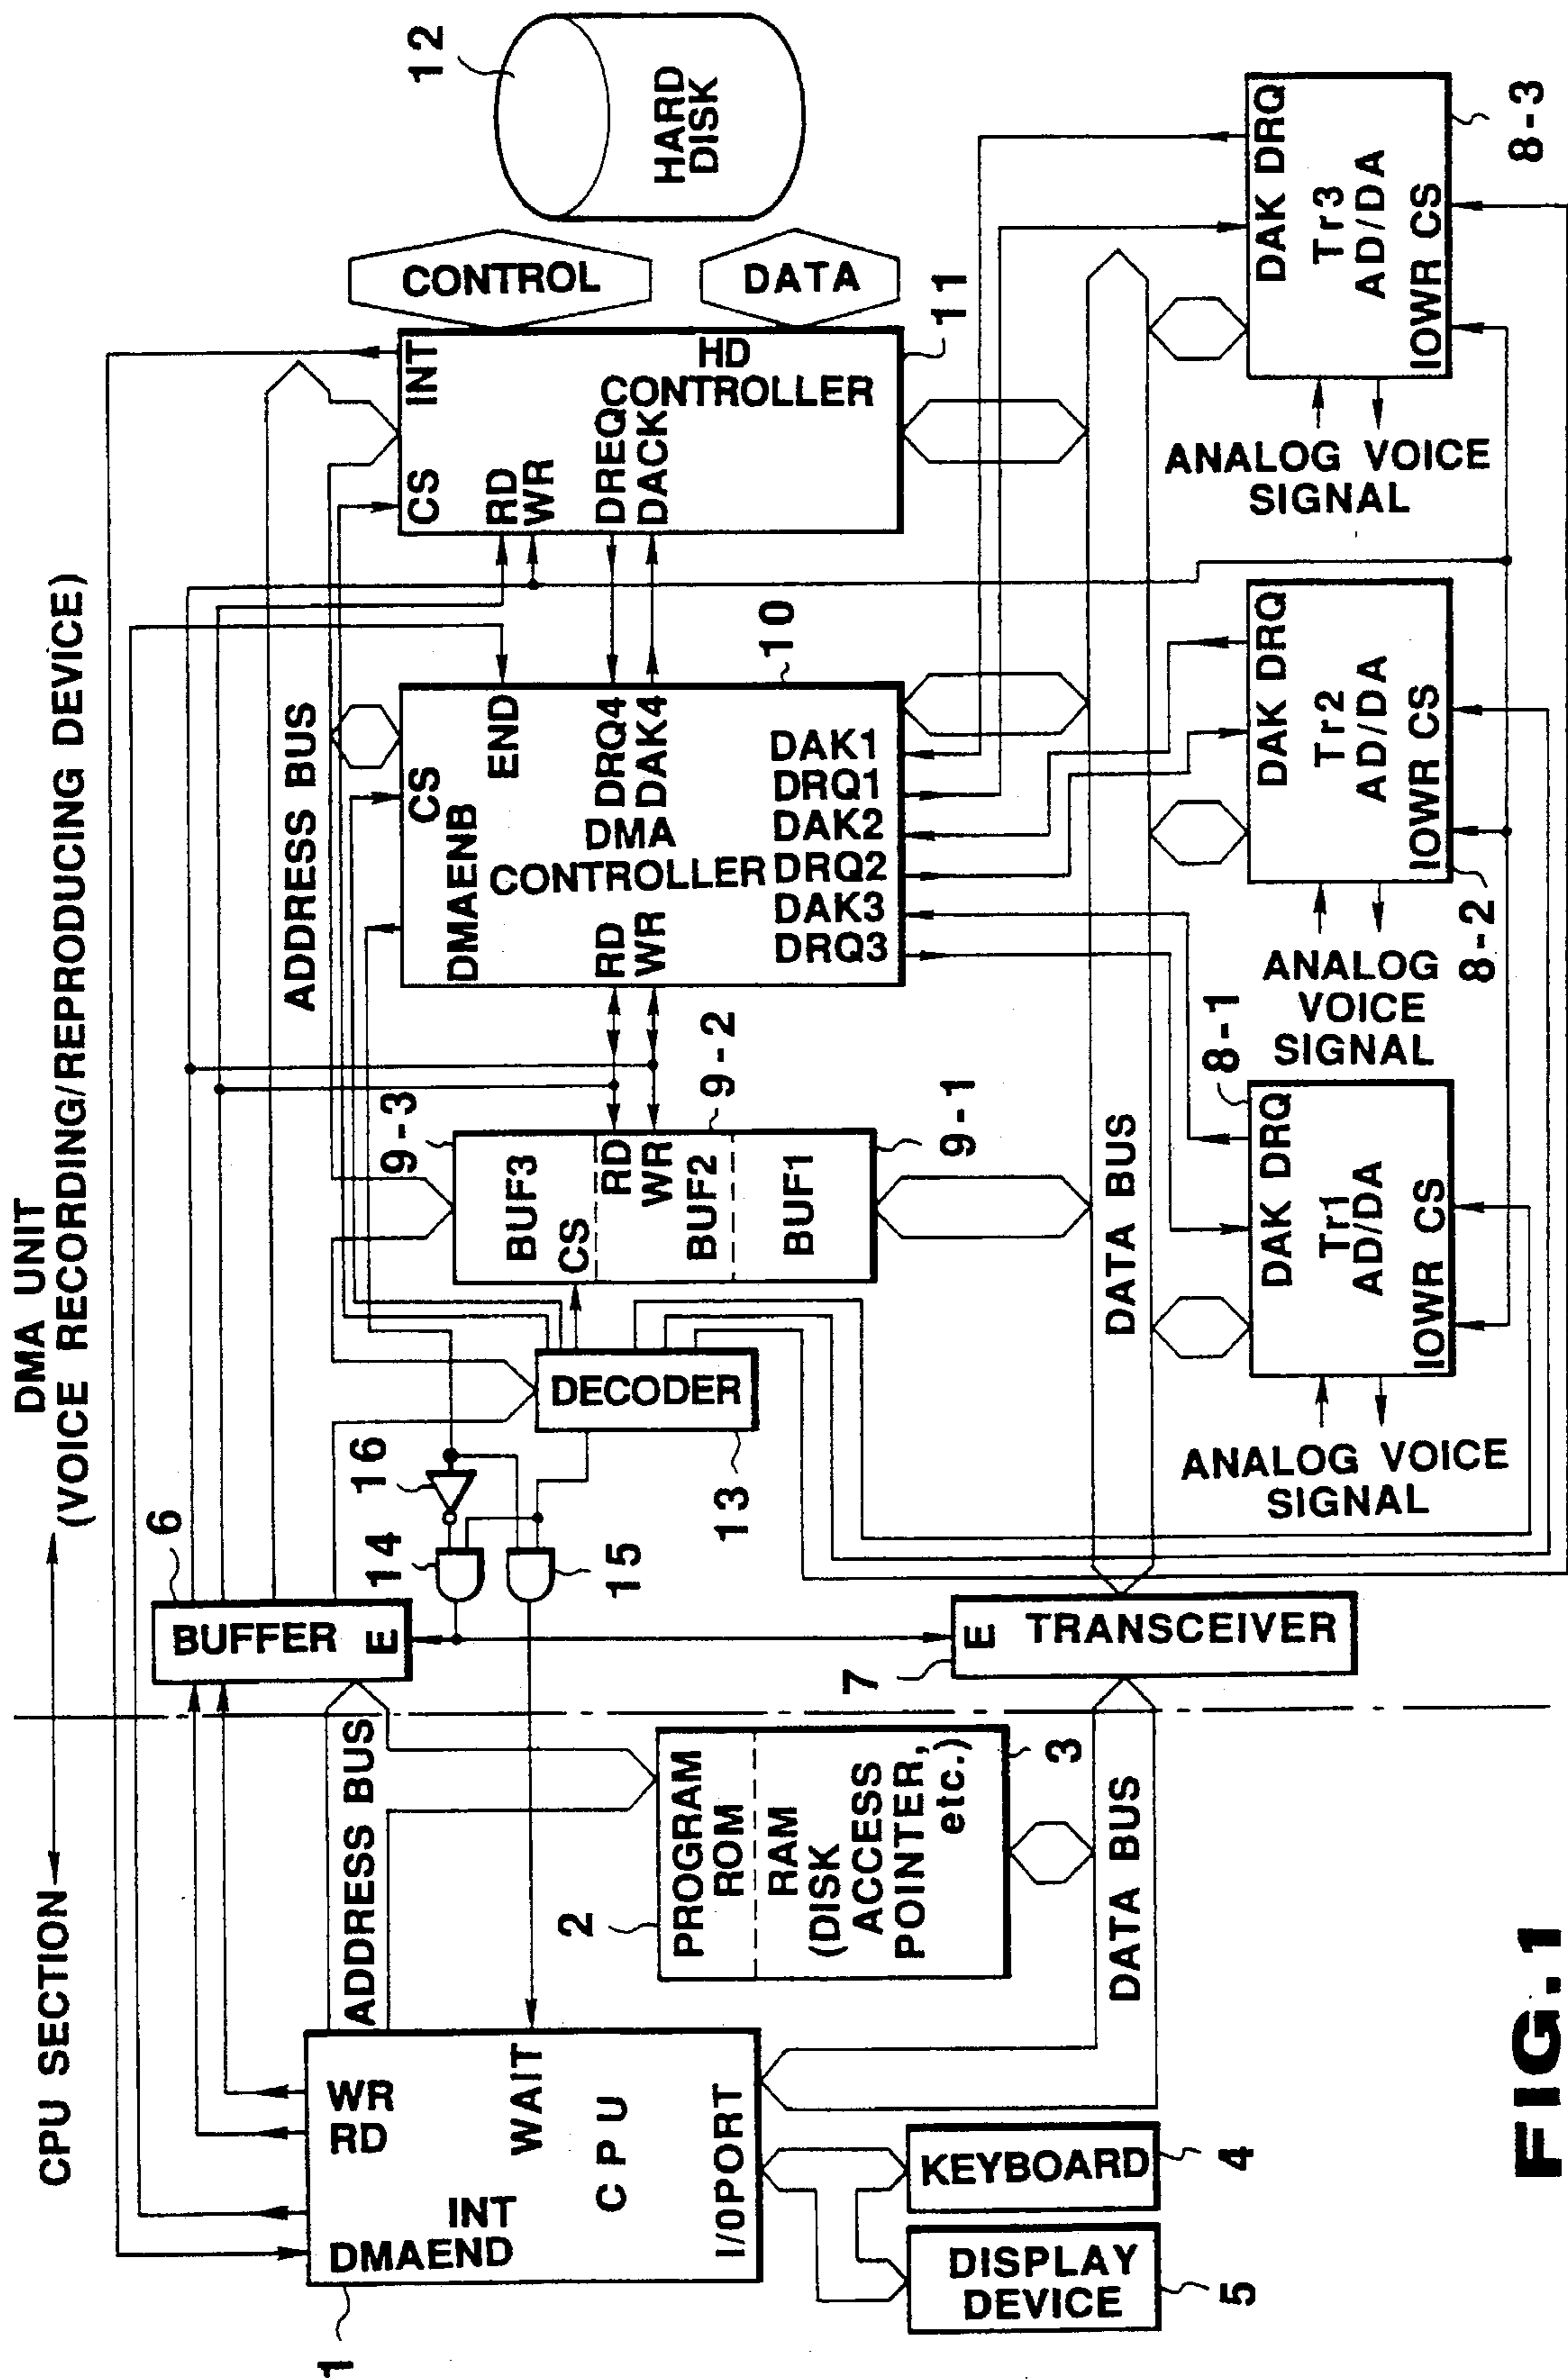 DMA UNIT
CPU SECTION
(VOICE RECORDING/REPRODUCING DEVICE)
1
WR
RD
INT
DMAEND
WAIT
CPU
I/OPORT
ADDRESS BUS
2
PROGRAM
ROM
RAM
(DISK
ACCESS
POINTER,
etc.)
3
DATA BUS
KEYBOARD
4
DISPLAY
DEVICE
5
6
BUFFER
E
7
E
TRANSCEIVER
14
15
16
DECODER
13
ADDRESS BUS
9-3
BUF3
CS
RD
WR
BUF2
9-2
BUF1
9-1
DATA BUS
CS
DMAENB
END
DRQ4
DAK4
DMA
CONTROLLER
RD
WR
DAK1
DRQ1
DAK2
DRQ2
DAK3
DRQ3
10
CS
INT
RD
WR
DREQ
DACK
HD
CONTROLLER
11
CONTROL
DATA
12
HARD
DISK
8-1
DAK DRQ
Tr1
AD/DA
IOWR CS
ANALOG VOICE
SIGNAL
DAK DRQ
Tr2
AD/DA
IOWR CS
8-2
ANALOG
VOICE
SIGNAL
DAK DRQ
Tr3
AD/DA
IOWR CS
8-3
ANALOG VOICE
SIGNAL
FIG.1